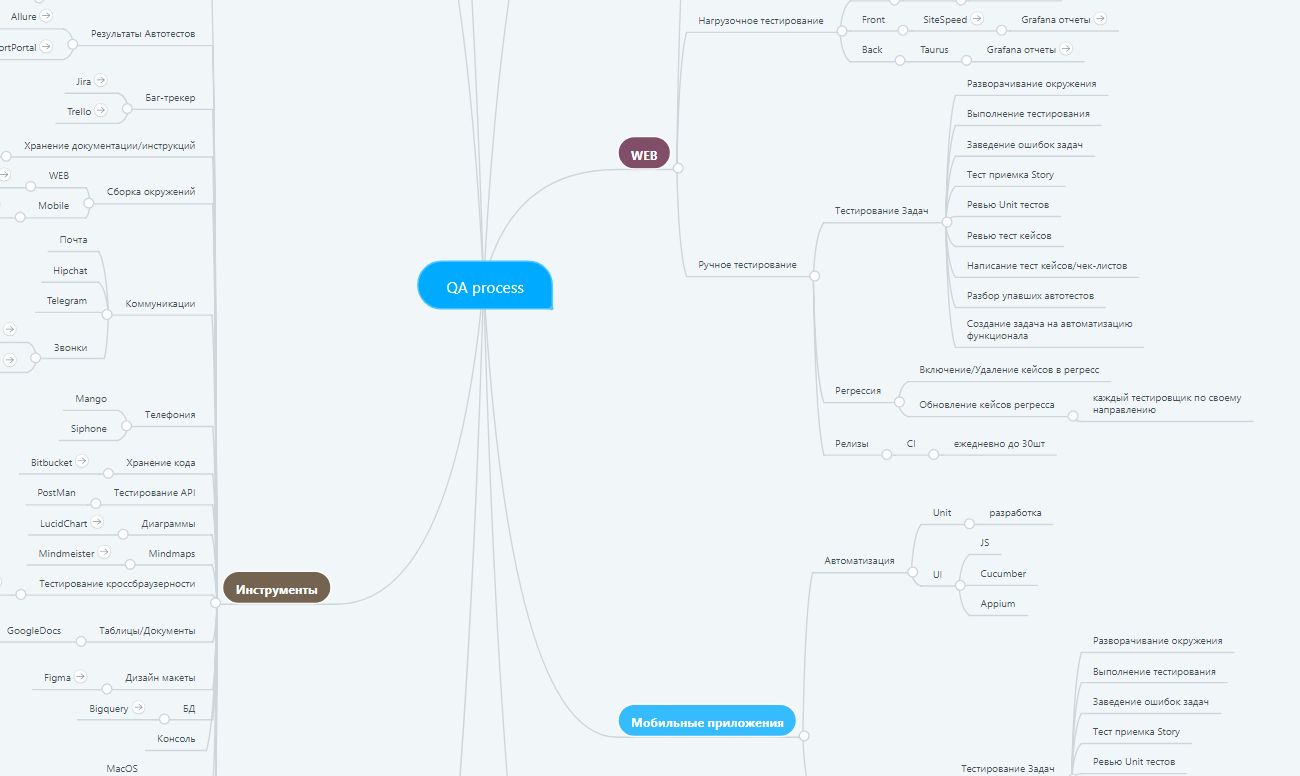 QA process
WEB
Нагрузочное тестирование
Front
SiteSpeed
Grafana отчеты
Back
Taurus
Grafana отчеты
Ручное тестирование
Тестирование Задач
Разворачивание окружения
Выполнение тестирования
Заведение ошибок задач
Тест приемка Story
Ревью Unit тестов
Ревью тест кейсов
Написание тест кейсов/чек-листов
Разбор упавших автотестов
Создание задача на автоматизацию
функционала
Регрессия
Включение/Удаление кейсов в регресс
Обновление кейсов регресса
каждый тестировщик по своему
направлению
Релизы
CI
ежедневно до 30шт
Мобильные приложения
Автоматизация
Unit
разработка
UI
JS
Cucumber
Appium
Тестирование Задач
Разворачивание окружения
Выполнение тестирования
Заведение ошибок задач
Тест приемка Story
Ревью Unit тестов
Инструменты
Результаты Автотестов
Allure
ortPortal
Баг-трекер
Jira
Trello
Хранение документации/инструкций
Сборка окружений
WEB
Mobile
Коммуникации
Почта
Hipchat
Telegram
Звонки
Телефония
Mango
Siphone
Хранение кода
Bitbucket
Тестирование API
PostMan
Диаграммы
LucidChart
Mindmaps
Mindmeister
Тестирование кроссбраузерности
Таблицы/Документы
GoogleDocs
Дизайн макеты
Figma
БД
Bigquery
Консоль
MacOS